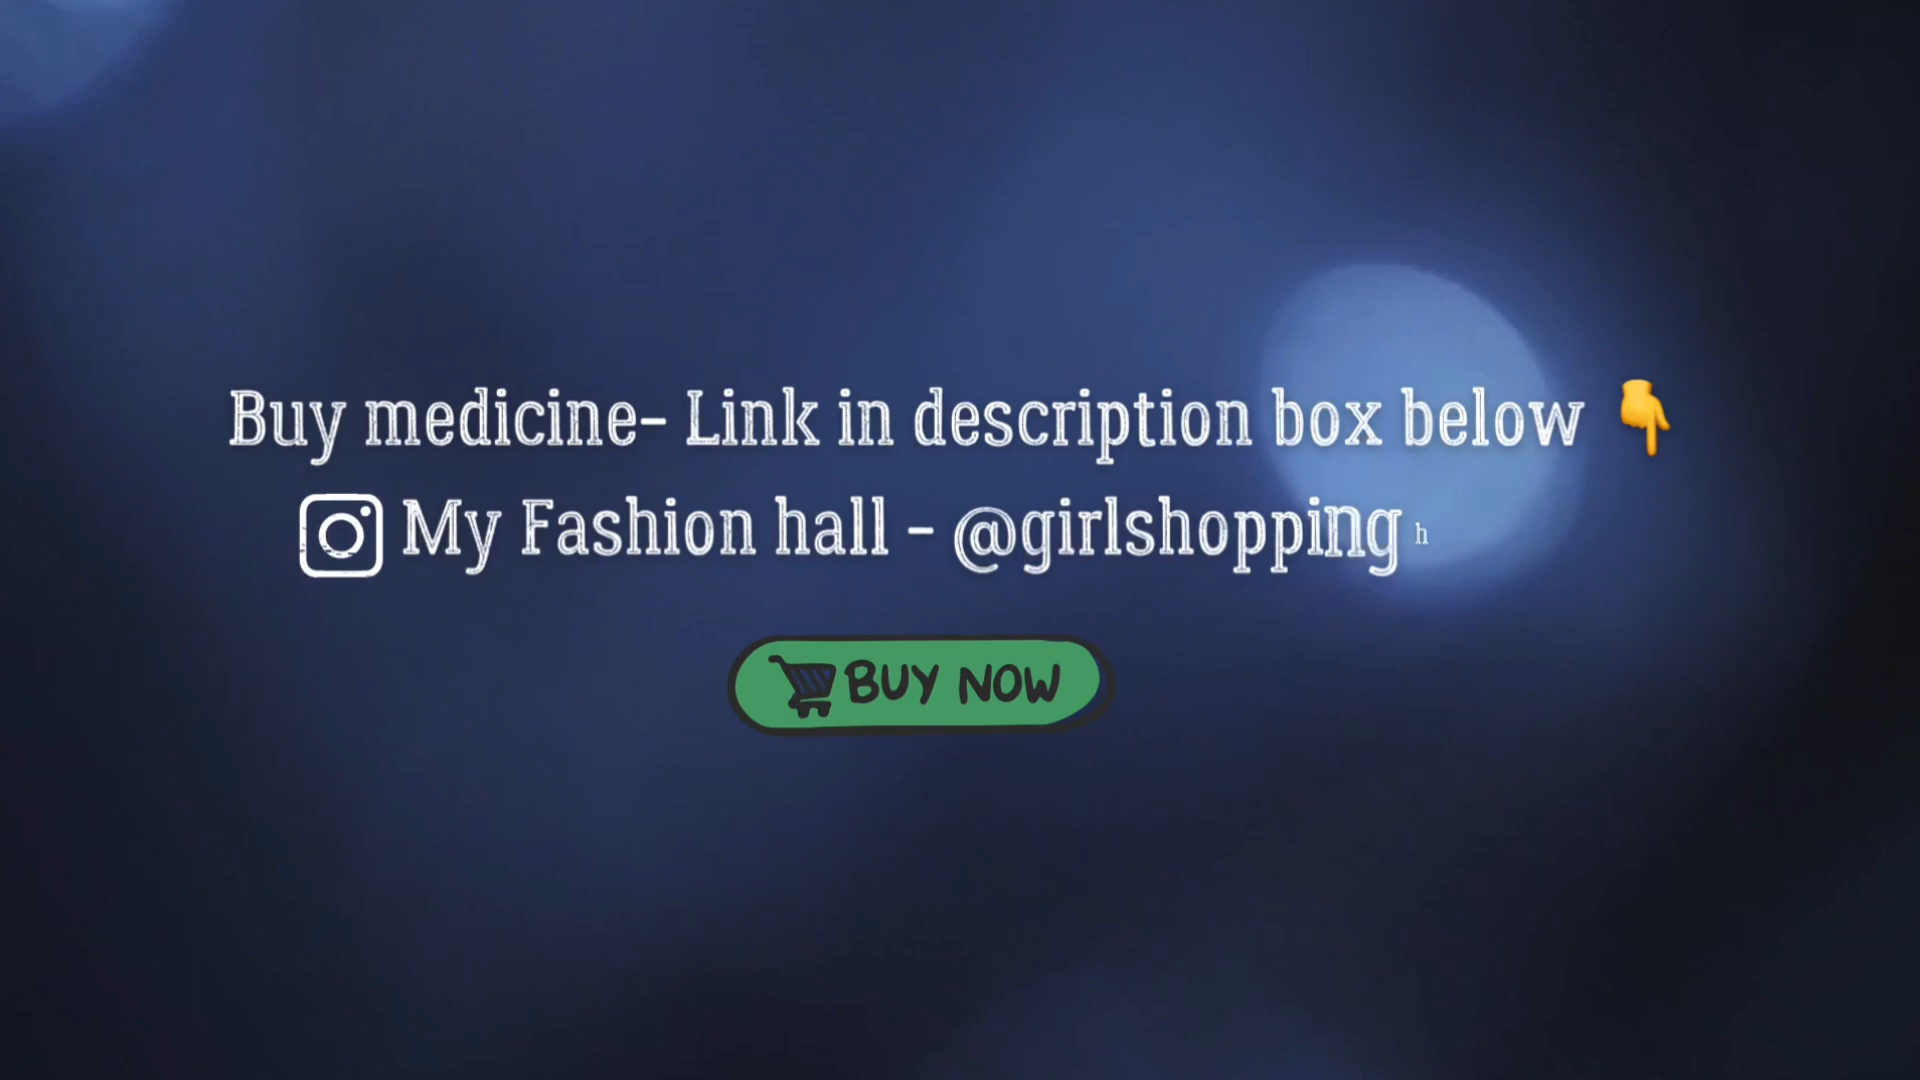 Buy medicine- Link in description box below 👇
My Fashion hall - @girlshopping h
BUY NOW